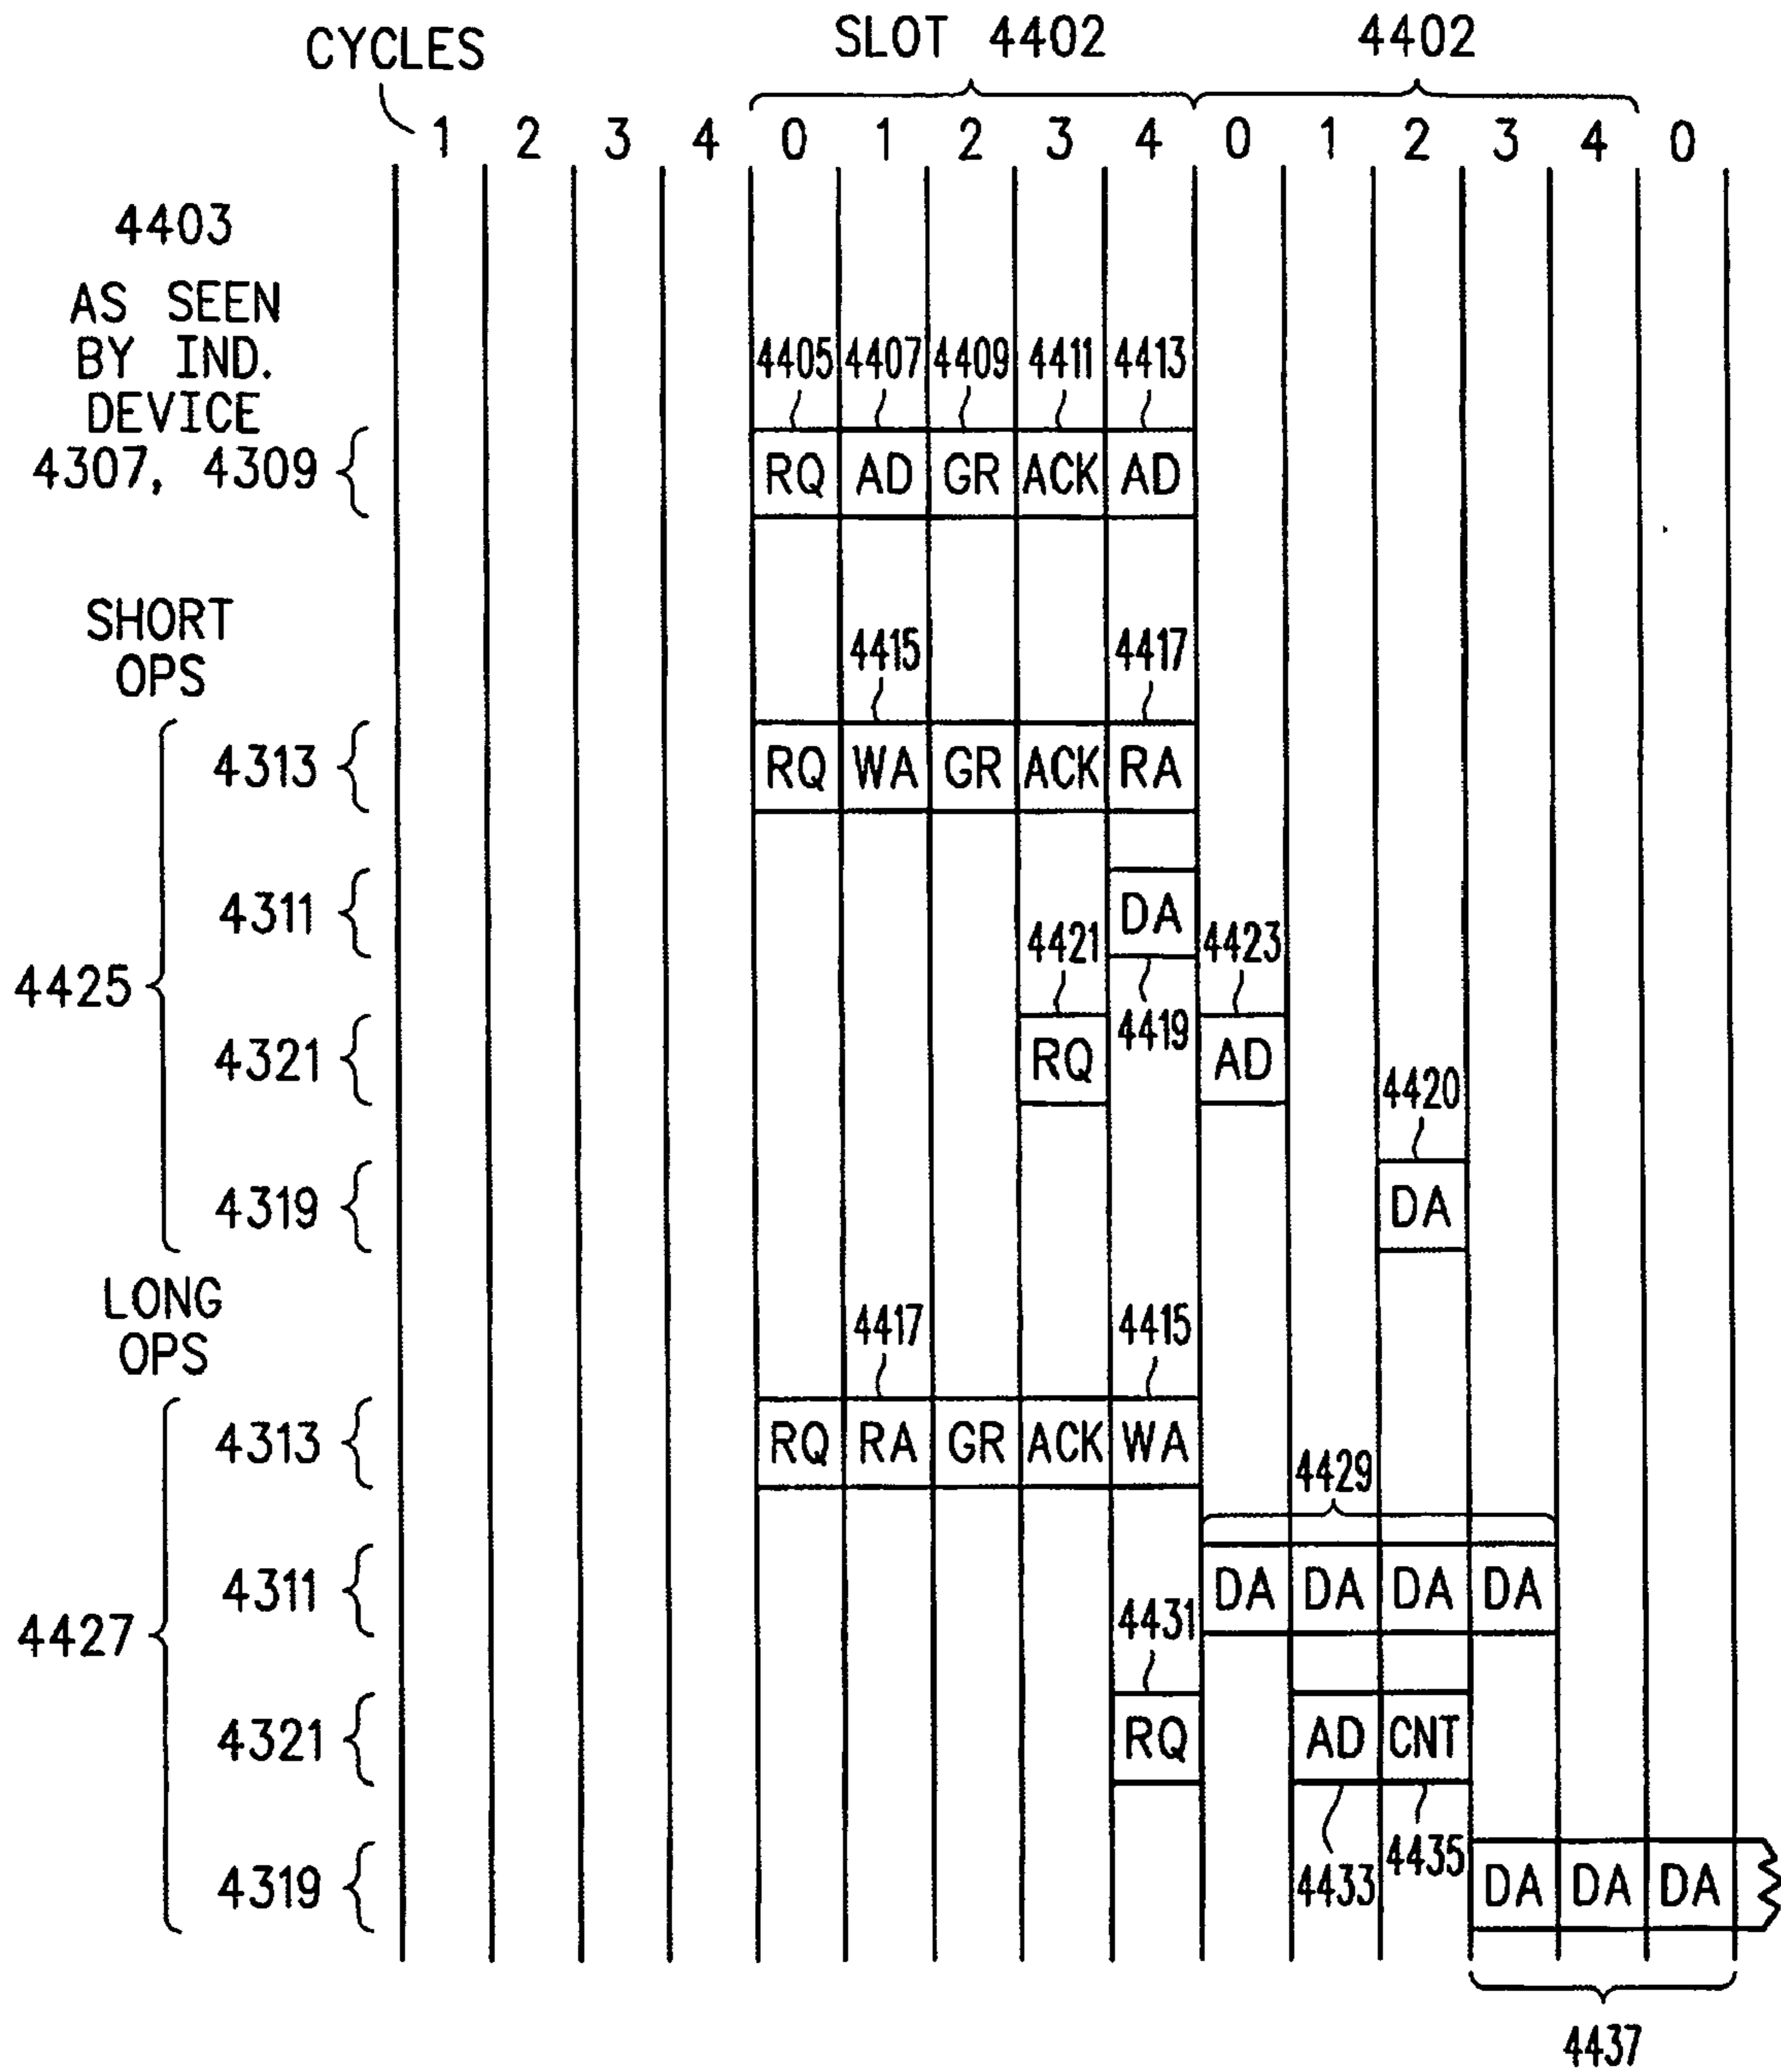 CYCLES SLOT 4402 4402
1 2 3 4 0 1 2 3 4 0 1 2 3 4 0
4403
AS SEEN
BY IND.
DEVICE
4307, 4309
4405 4407 4409 4411 4413
RQ AD GR ACK AD
SHORT
OPS
4415 4417
4313 RQ WA GR ACK RA
4311 DA
4421 4423
4425
4419
4321 RQ AD
4420
4319 DA
LONG
OPS
4417 4415
4313 RQ RA GR ACK WA
4429
4311 DA DA DA DA
4427
4431
4321 RQ AD CNT
4433 4435
4319 DA DA DA
4437